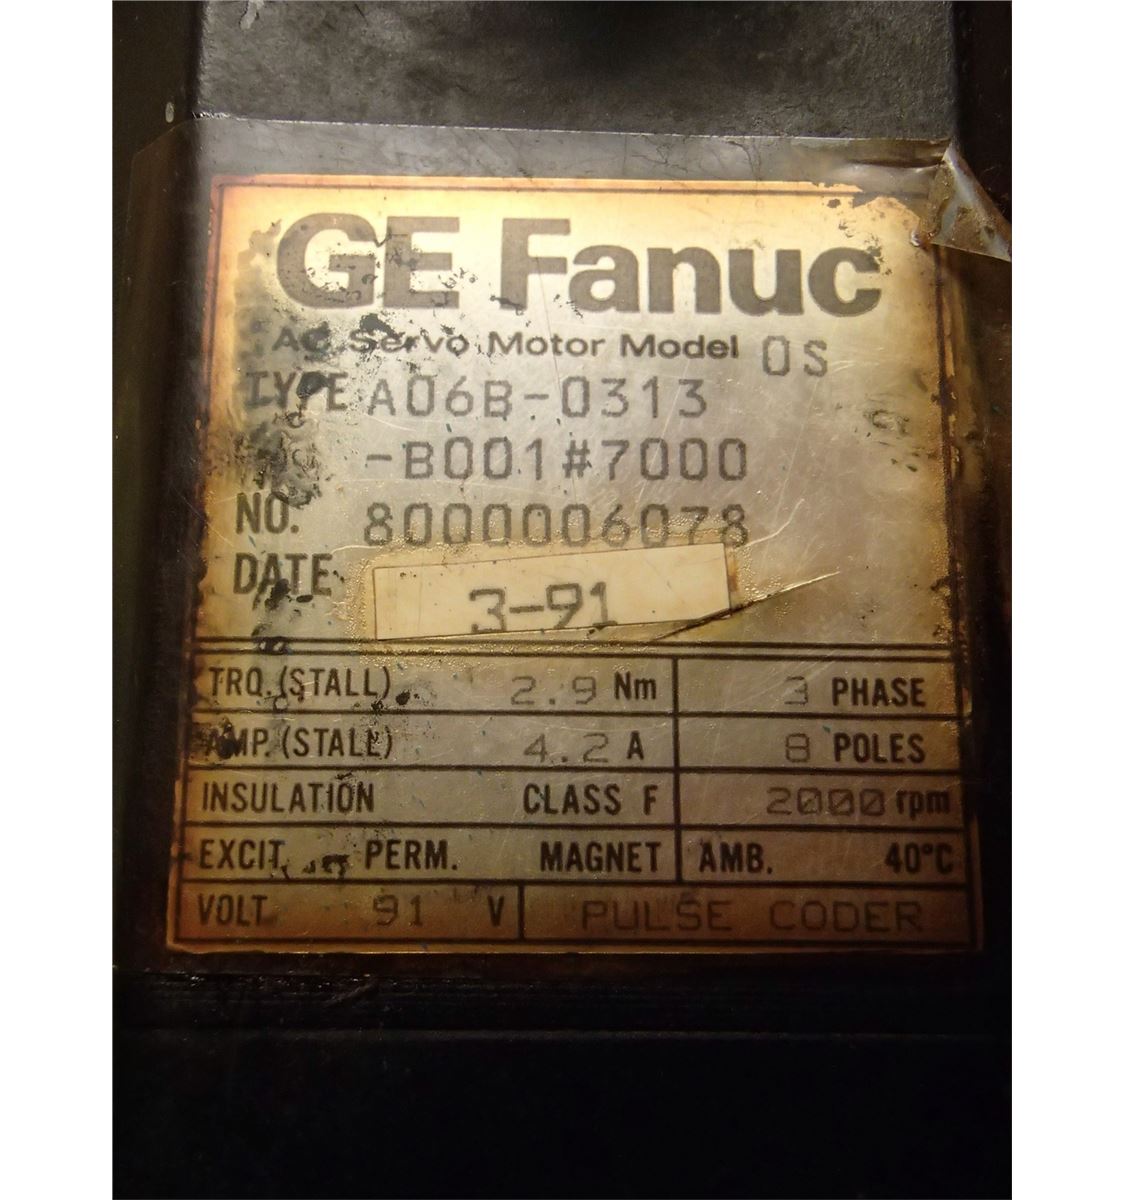 GE Fanuc
AC Servo Motor Model 0S
TYPE A06B-0313
-B001#7000
NO. 8000006078
DATE 3-91
TRQ.(STALL) 2.9 Nm 3 PHASE
AMP.(STALL) 4.2 A 8 POLES
INSULATION CLASS F 2000 rpm
EXCIT. PERM. MAGNET AMB. 40°C
VOLT. 91 V PULSE CODER